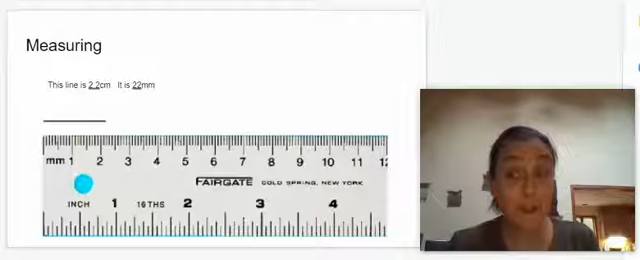 Measuring
This line is 2.2cm It is 22mm
mm 1 2 3 4 5 6 7 8 9 10 11 12
FAIRGATE COLD SPRING, NEW YORK
INCH 1 16THS 2 3 4